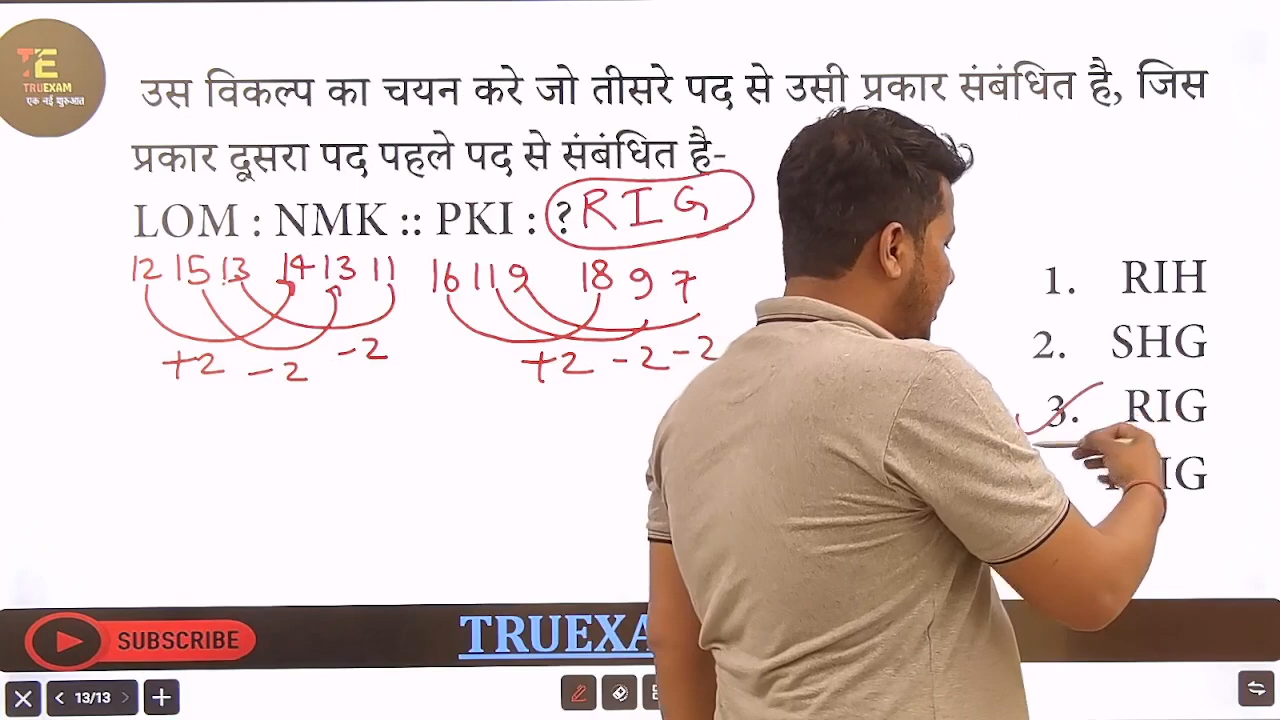 TE
TRUEXAM
एक नई शुरुआत
उस विकल्प का चयन करे जो तीसरे पद से उसी प्रकार संबंधित है, जिस
प्रकार दूसरा पद पहले पद से संबंधित है-
LOM : NMK :: PKI : ? RIG
12 15 13 14 13 11 16 11 9 18 9 7
+2 -2 -2 +2 -2 -2
1. RIH
2. SHG
3. RIG
SUBSCRIBE
13/13